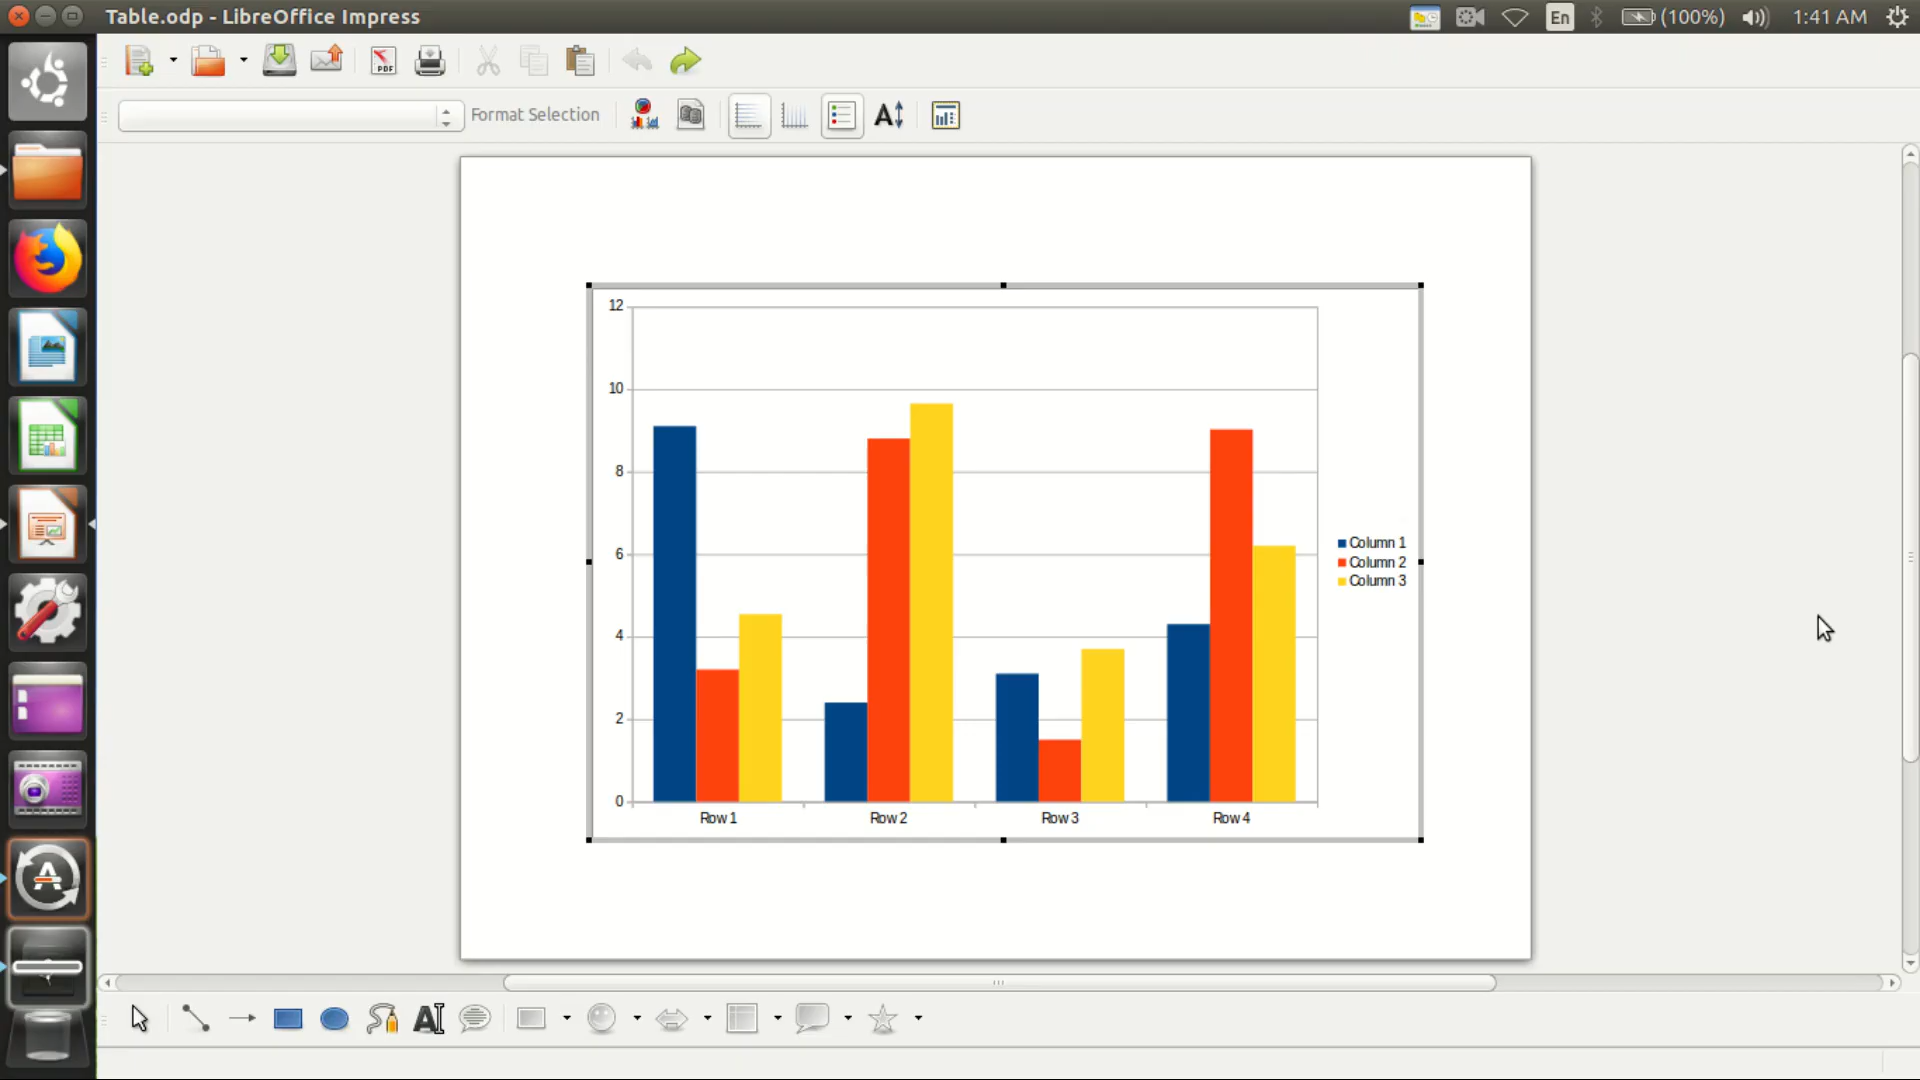 Table.odp - LibreOffice Impress
En
(100%)
1:41 AM
PDF
Format Selection
12
10
8
6
4
2
0
Row 1
Row 2
Row 3
Row 4
Column 1
Column 2
Column 3